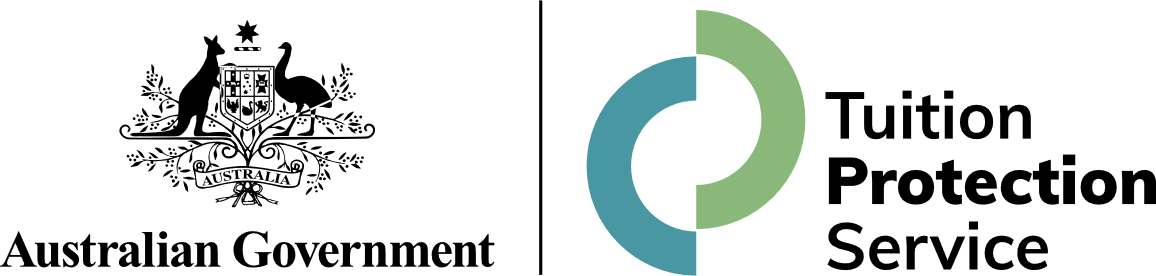 AUSTRALIA
Australian Government
Tuition
Protection
Service